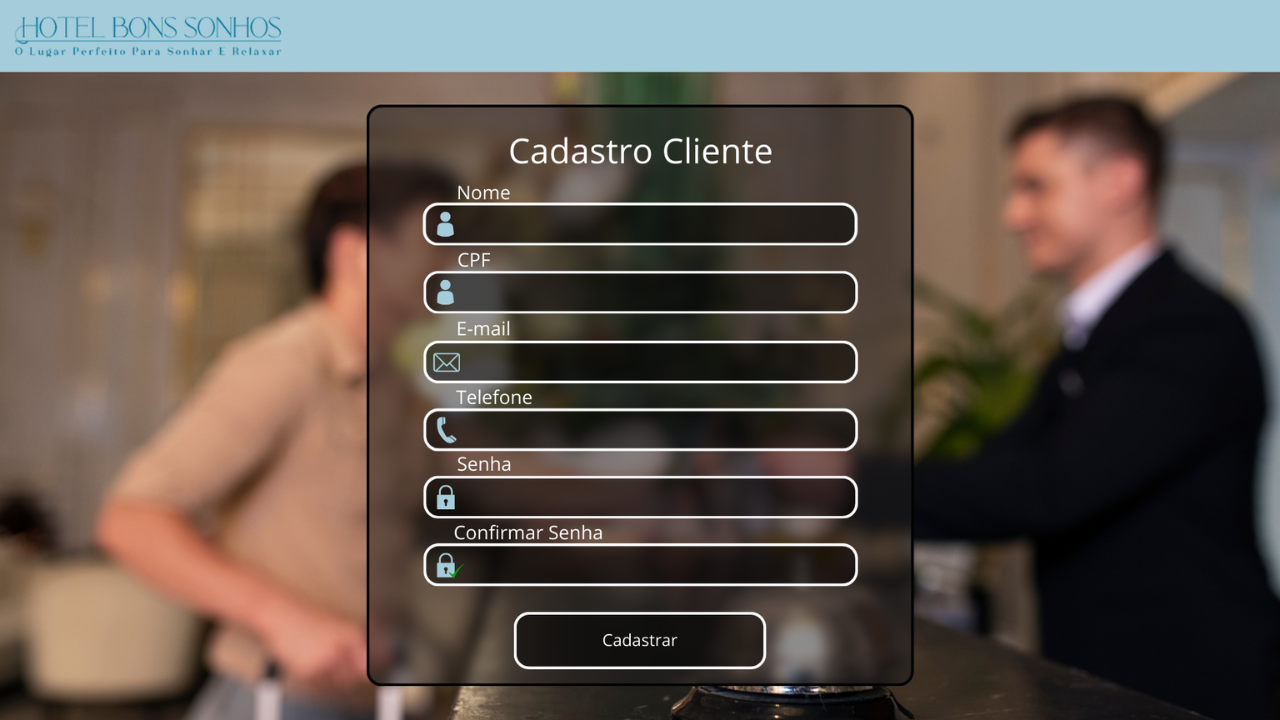 HOTEL BONS SONHOS
O Lugar Perfeito Para Sonhar E Relaxar
Cadastro Cliente
Nome
CPF
E-mail
Telefone
Senha
Confirmar Senha
Cadastrar